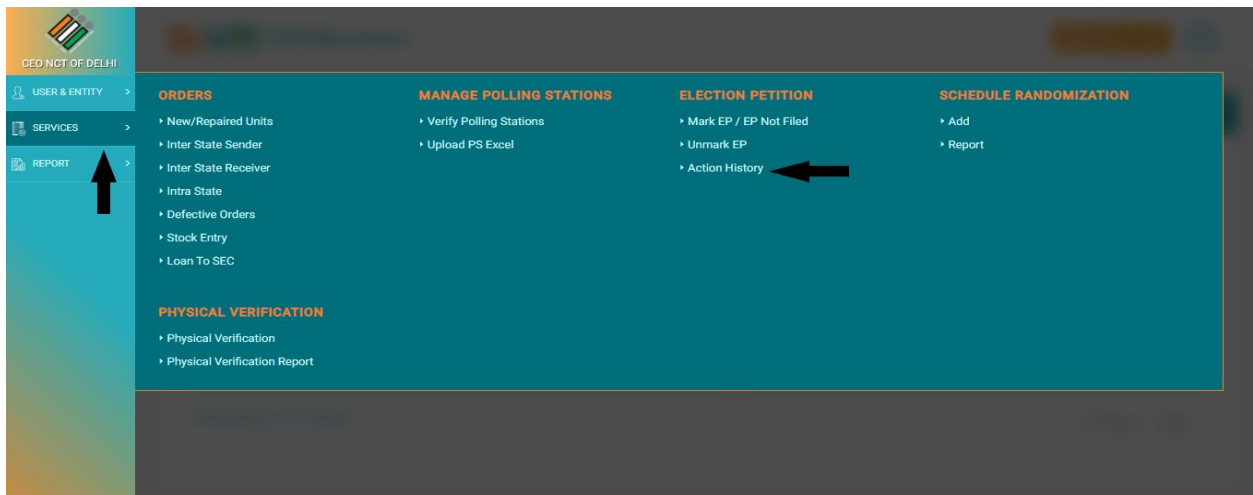 CEO NCT OF DELHI
USER & ENTITY >
SERVICES >
REPORT >
ORDERS
New/Repaired Units
Inter State Sender
Inter State Receiver
Intra State
Defective Orders
Stock Entry
Loan To SEC
MANAGE POLLING STATIONS
Verify Polling Stations
Upload PS Excel
ELECTION PETITION
Mark EP / EP Not Filed
Unmark EP
Action History
SCHEDULE RANDOMIZATION
Add
Report
PHYSICAL VERIFICATION
Physical Verification
Physical Verification Report